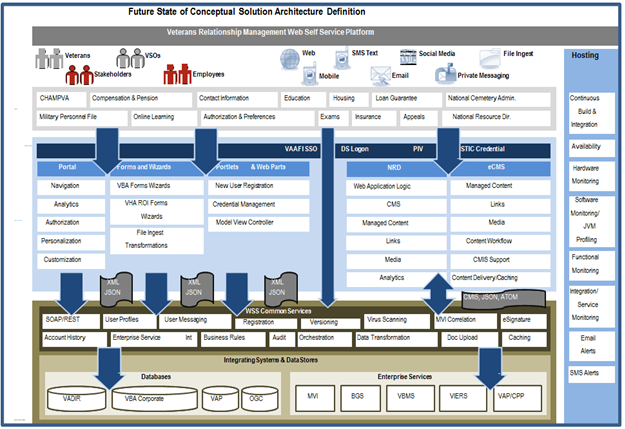 Future State of Conceptual Solution Architecture Definition
Veterans Relationship Management Web Self Service Platform
Veterans
VSOs
Stakeholders
Employees
Web
SMS Text
Social Media
File Ingest
Mobile
Email
Private Messaging
Hosting
CHAMPVA
Compensation & Pension
Contact Information
Education
Housing
Loan Guarantee
National Cemetery Admin.
Military Personnel File
Online Learning
Authorization & Preferences
Exams
Insurance
Appeals
National Resource Dir.
Continuous Build & Integration
Availability
Hardware Monitoring
Software Monitoring/ JVM Profiling
Functional Monitoring
Integration/ Service Monitoring
Email Alerts
SMS Alerts
VAAFI SSO
DS Logon
PIV
STIC Credential
Portal
Forms and Wizards
Portlets & Web Parts
NRD
eCMS
Navigation
Analytics
Authorization
Personalization
Customization
VBA Forms Wizards
VHA ROI Forms Wizards
File Ingest Transformations
New User Registration
Credential Management
Model View Controller
Web Application Logic
CMS
Managed Content
Links
Media
Analytics
Managed Content
Links
Media
Content Workflow
CMIS Support
Content Delivery/Caching
XML JSON
XML JSON
XML JSON
CMIS, JSON, ATOM
WSS Common Services
SOAP/REST
User Profiles
User Messaging
Registration
Versioning
Virus Scanning
MVI Correlation
eSignature
Account History
Enterprise Service Int
Business Rules
Audit
Orchestration
Data Transformation
Doc Upload
Caching
Integrating Systems & Data Stores
Databases
VADIR
VBA Corporate
VAP
OGC
Enterprise Services
MVI
BGS
VBMS
VIERS
VAP/CPP